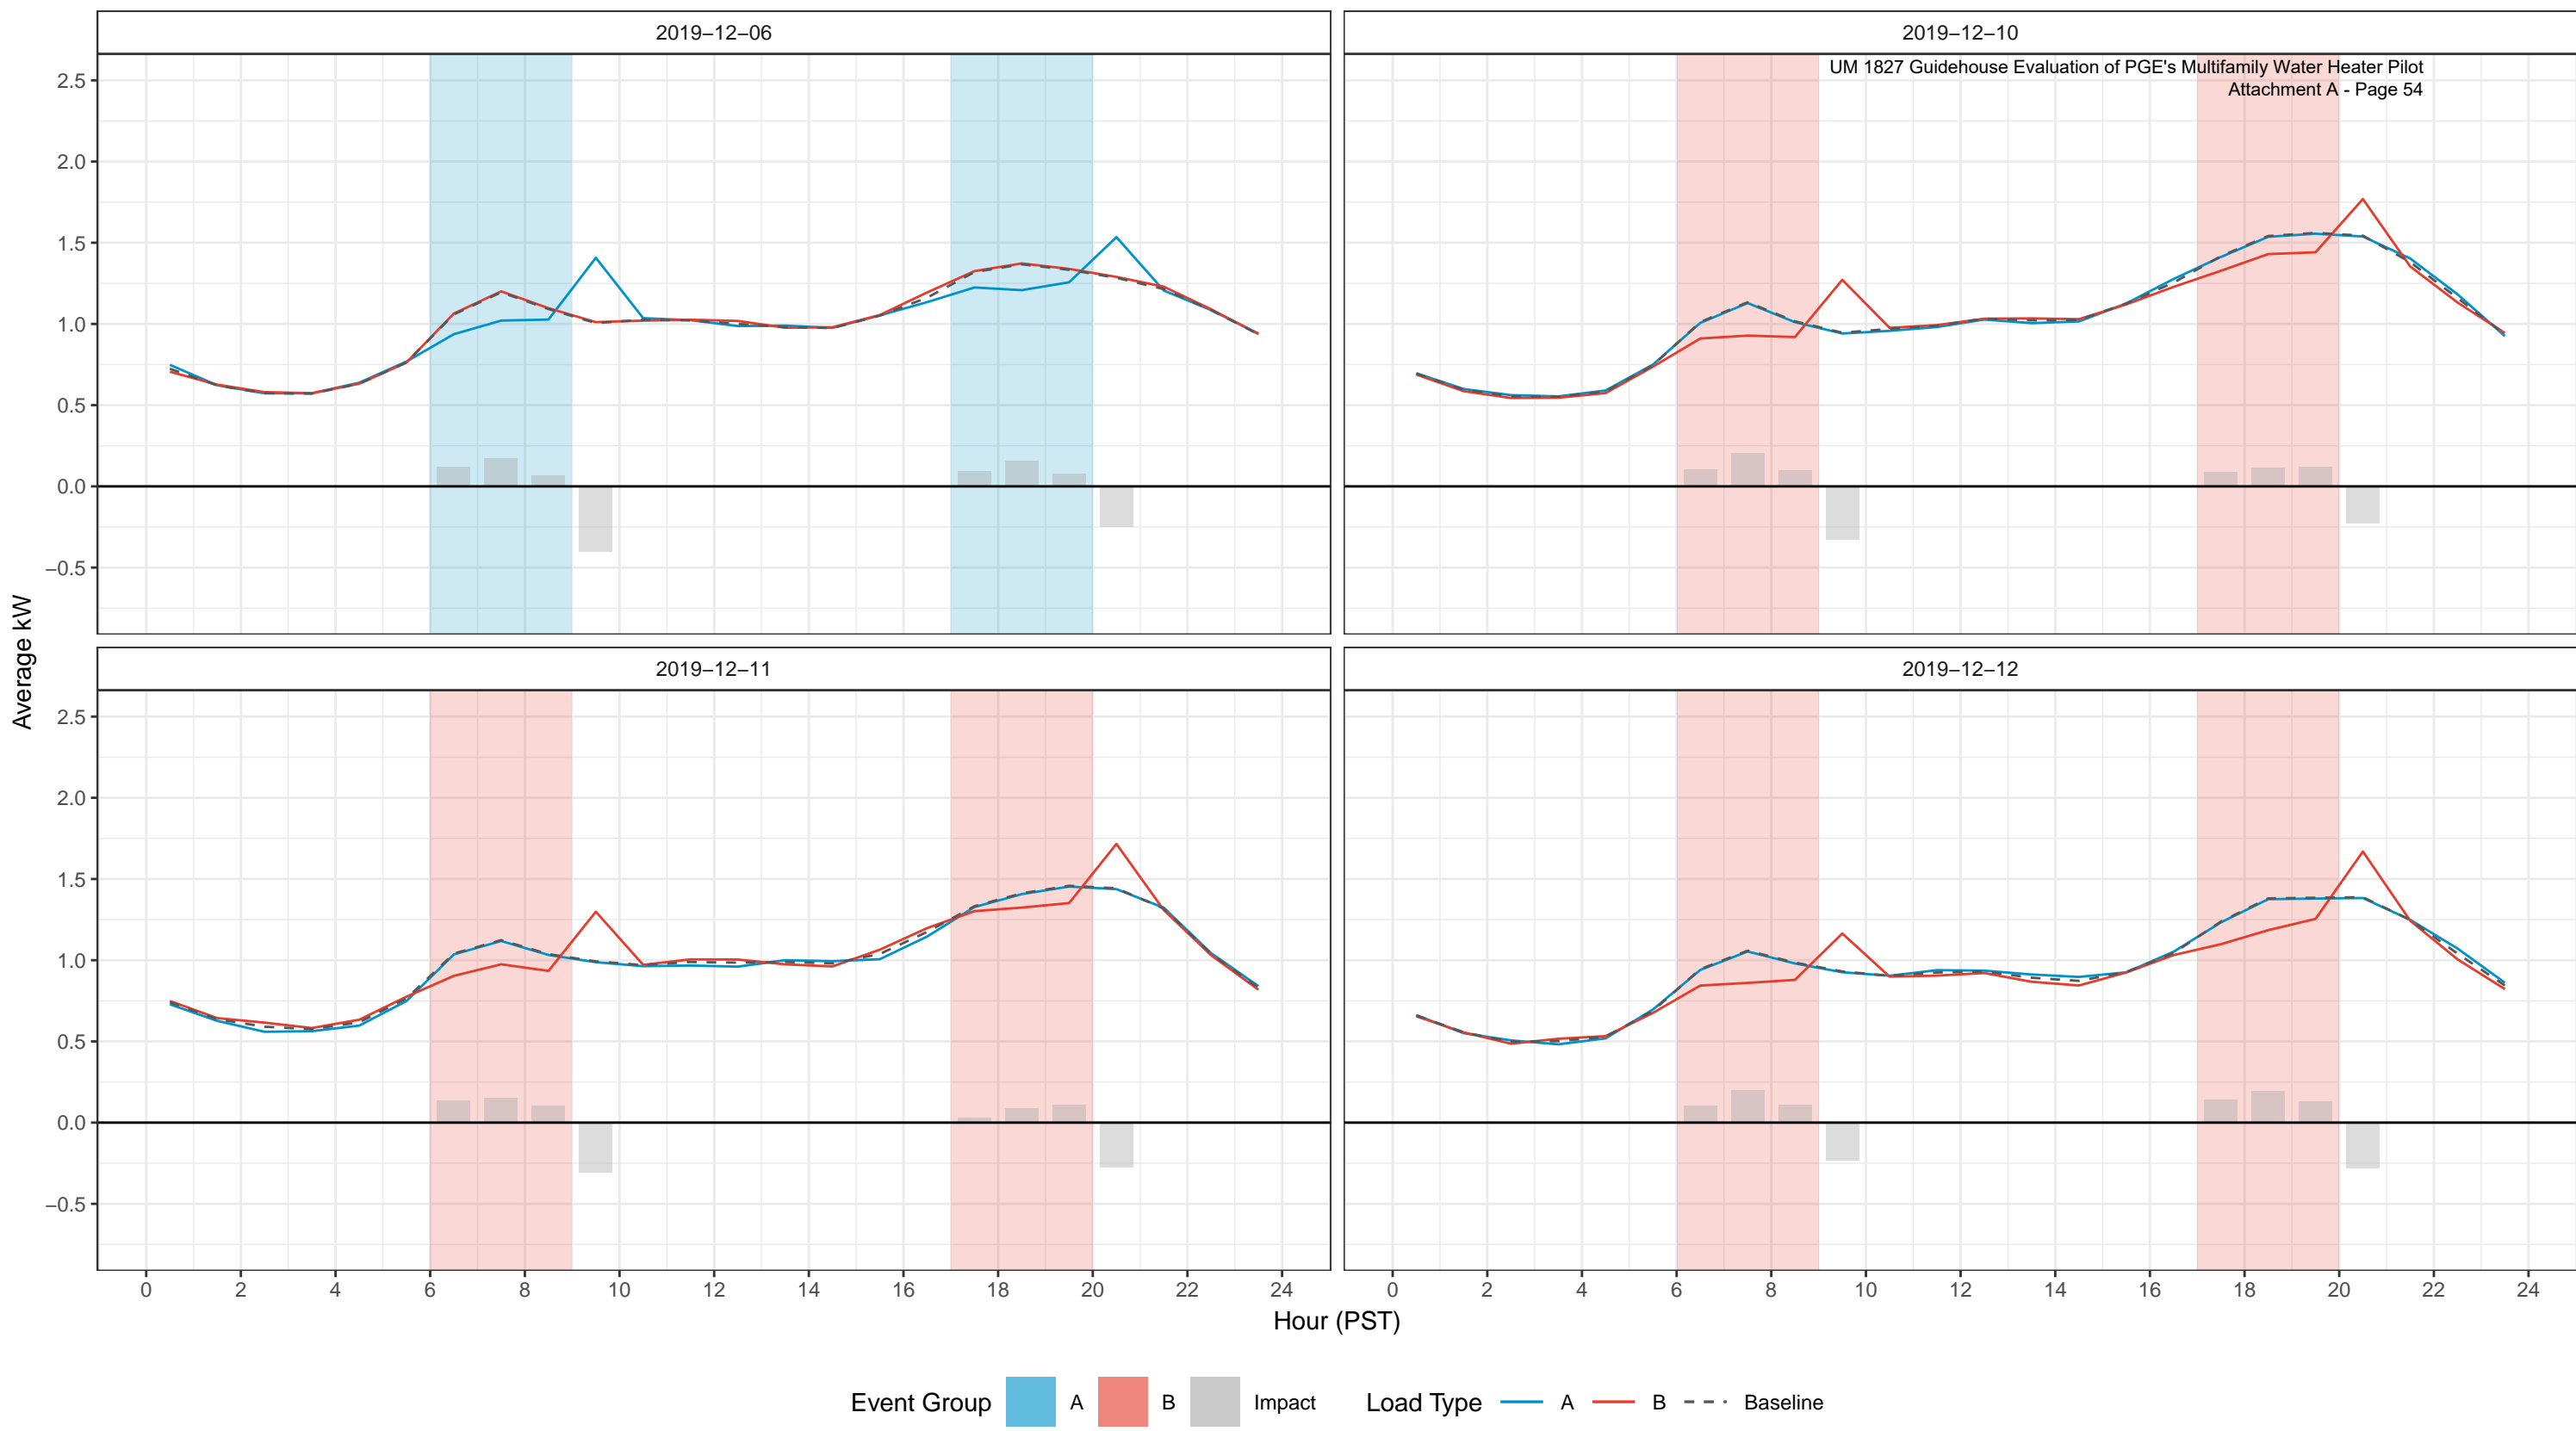 2019–12–06
2019–12–10
UM 1827 Guidehouse Evaluation of PGE's Multifamily Water Heater Pilot
Attachment A - Page 54
2.5
2.0
1.5
1.0
0.5
0.0
−0.5
Average kW
2019–12–11
2019–12–12
2.5
2.0
1.5
1.0
0.5
0.0
−0.5
0 2 4 6 8 10 12 14 16 18 20 22 24
0 2 4 6 8 10 12 14 16 18 20 22 24
Hour (PST)
Event Group A B Impact Load Type A B Baseline